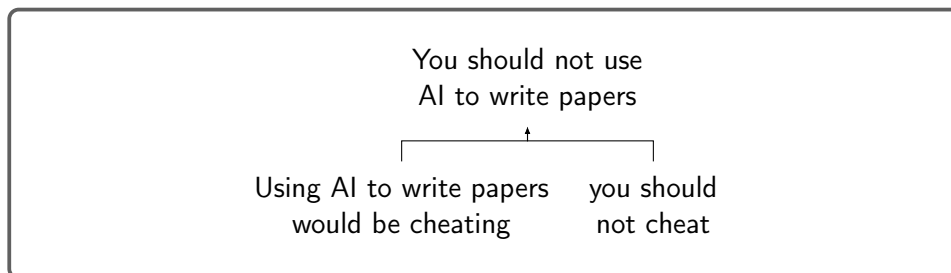 You should not use
AI to write papers
Using AI to write papers
would be cheating
you should
not cheat